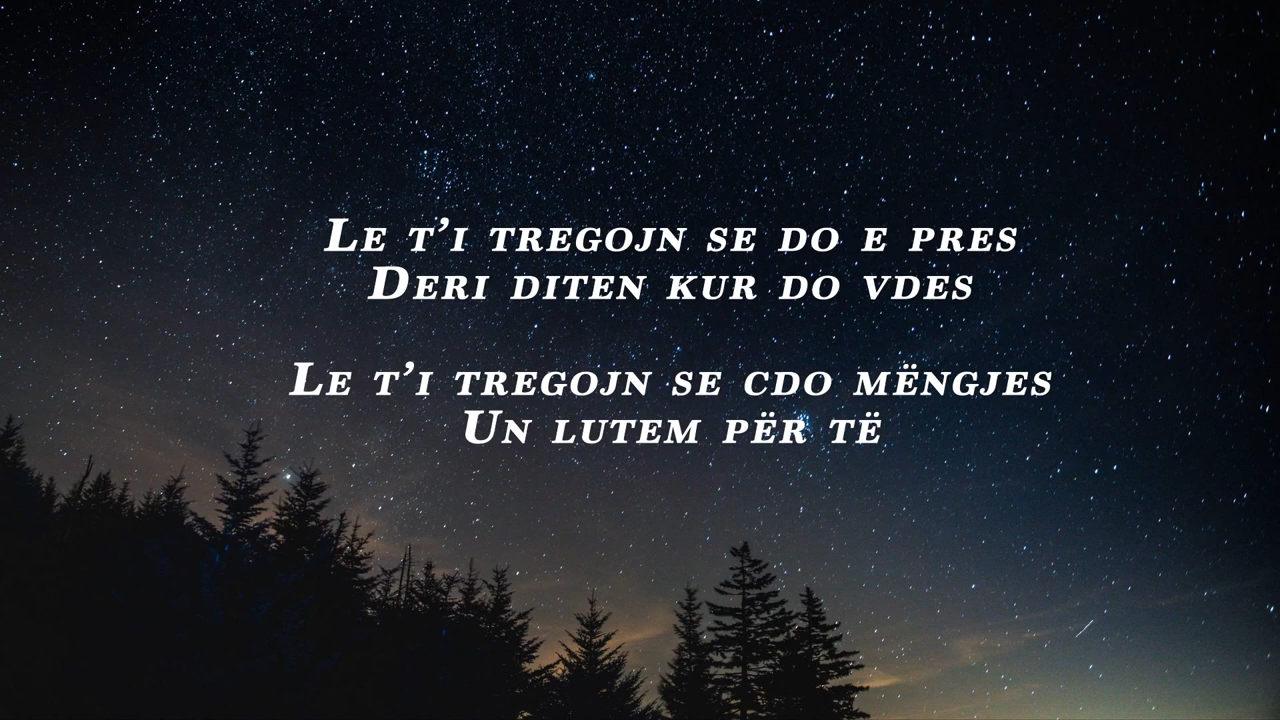 Le t’i tregojn se do e pres
Deri diten kur do vdes
Le t’i tregojn se cdo mëngjes
Un lutem për të